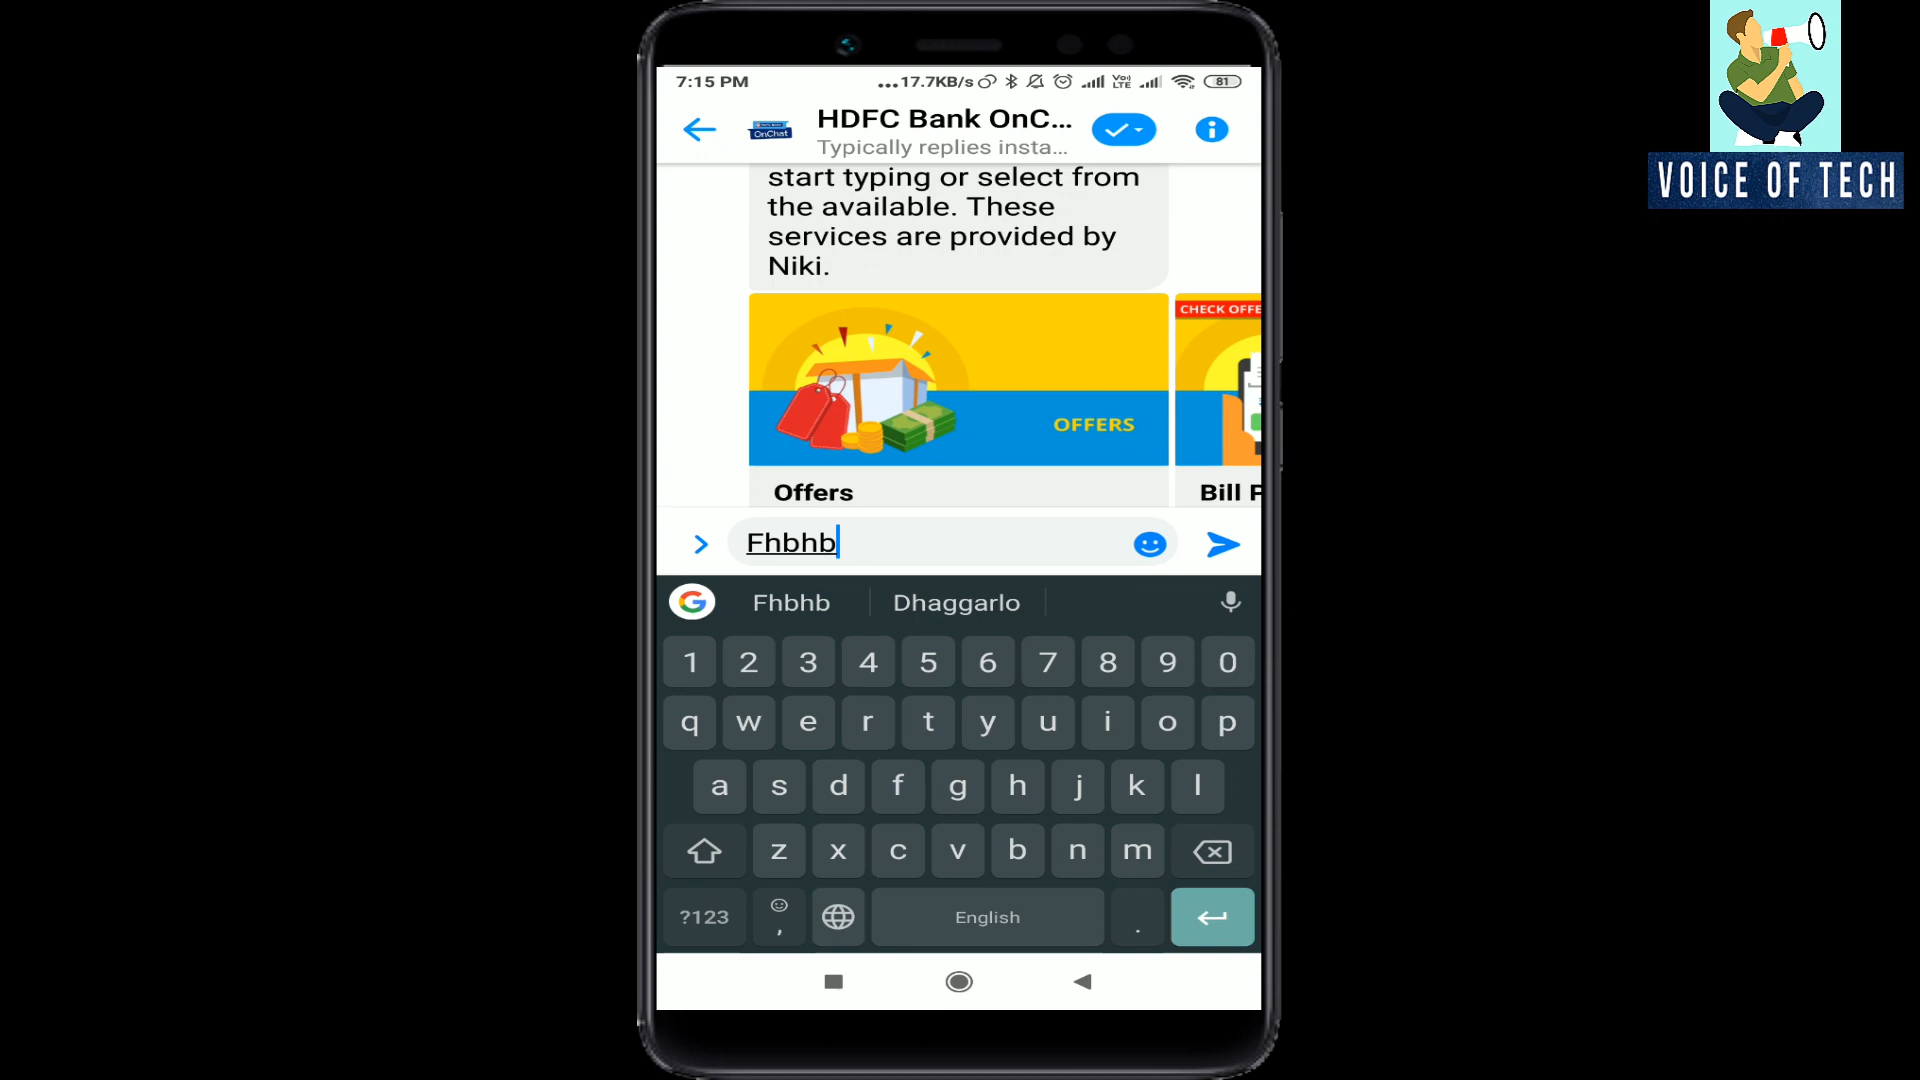 VOICE OF TECH
7:15 PM
...17.7KB/s
Vo))
LTE
81
OnChat
HDFC Bank OnC...
Typically replies insta...
start typing or select from
the available. These
services are provided by
Niki.
OFFERS
CHECK OFFE
Offers
Bill P
Fhbhb
G
Fhbhb
Dhaggarlo
1 2 3 4 5 6 7 8 9 0
q w e r t y u i o p
a s d f g h j k l
z x c v b n m
?123
,
English
.